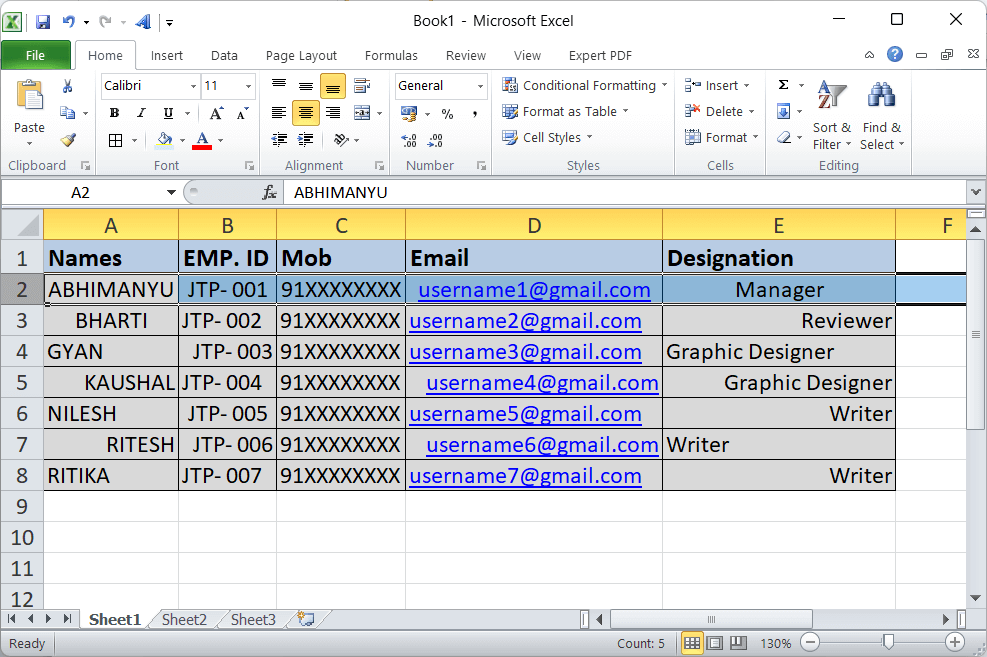 Book1 - Microsoft Excel
File Home Insert Data Page Layout Formulas Review View Expert PDF
Calibri 11 General Conditional Formatting Insert Σ
Paste B I U A A % , Format as Table Delete Sort & Find &
A Cell Styles Format Filter Select
Clipboard Font Alignment Number Styles Cells Editing
A2 fx ABHIMANYU
A B C D E F
1 Names EMP. ID Mob Email Designation
2 ABHIMANYU JTP- 001 91XXXXXXXX username1@gmail.com Manager
3 BHARTI JTP- 002 91XXXXXXXX username2@gmail.com Reviewer
4 GYAN JTP- 003 91XXXXXXXX username3@gmail.com Graphic Designer
5 KAUSHAL JTP- 004 91XXXXXXXX username4@gmail.com Graphic Designer
6 NILESH JTP- 005 91XXXXXXXX username5@gmail.com Writer
7 RITESH JTP- 006 91XXXXXXXX username6@gmail.com Writer
8 RITIKA JTP- 007 91XXXXXXXX username7@gmail.com Writer
9
10
11
12
Sheet1 Sheet2 Sheet3
Ready Count: 5 130%